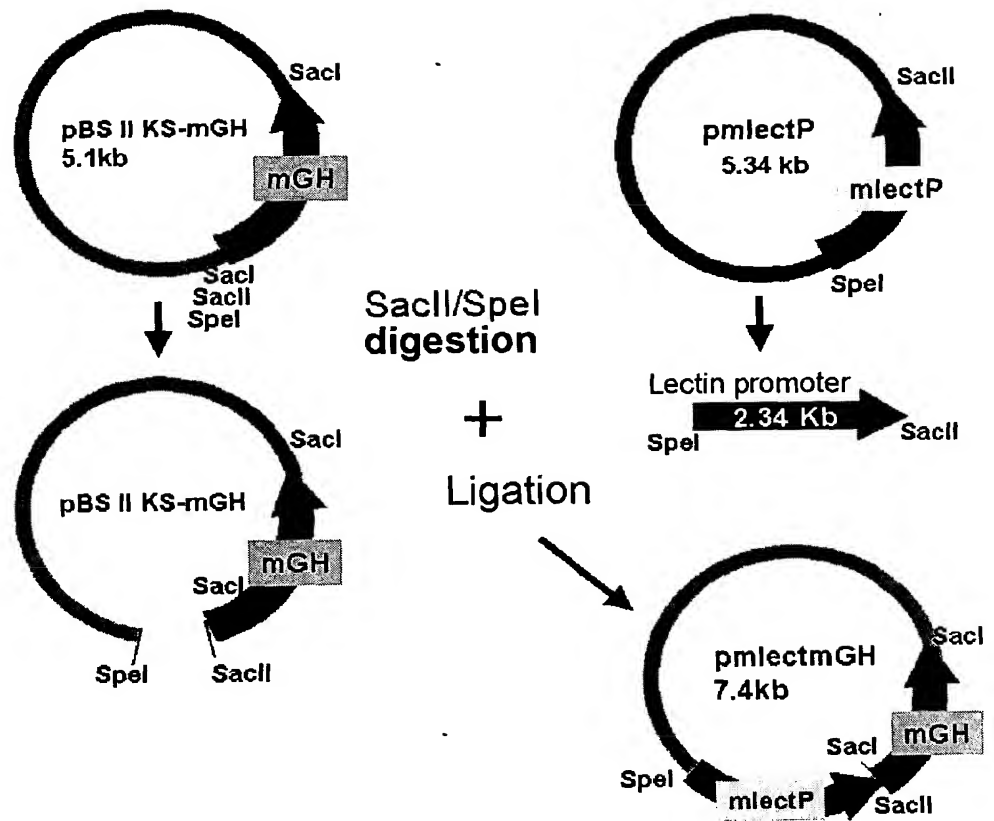 SacI
pBS II KS-mGH
5.1kb
mGH
SacI
SacII
SpeI
SacII
pmlectP
5.34 kb
mlectP
SpeI
SacII/SpeI
digestion
+
Ligation
Lectin promoter
2.34 Kb
SpeI
SacII
SacI
pBS II KS-mGH
mGH
SacI
SpeI
SacII
SacI
pmlectmGH
7.4kb
mGH
SacI
SpeI
mlectP
SacII